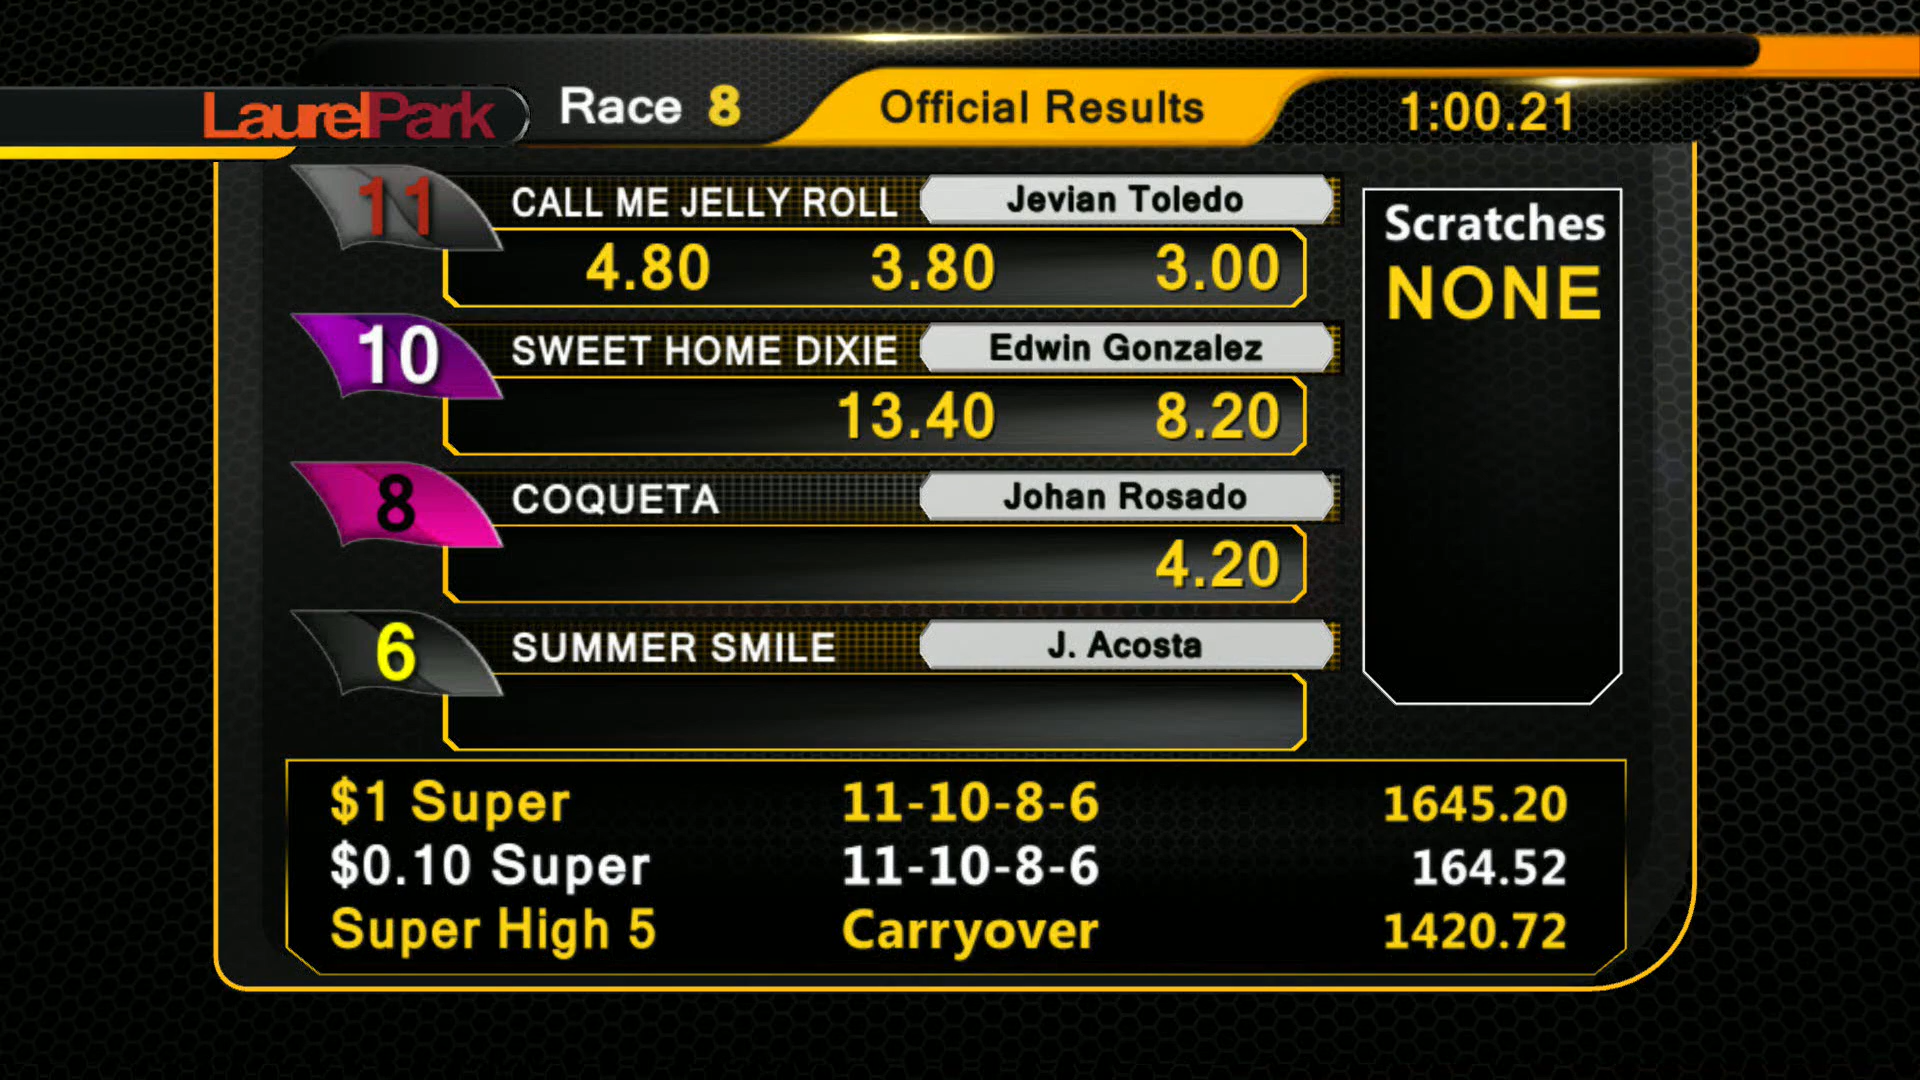 LaurelPark Race 8 Official Results 1:00.21
11 CALL ME JELLY ROLL Jevian Toledo
4.80 3.80 3.00
10 SWEET HOME DIXIE Edwin Gonzalez
13.40 8.20
8 COQUETA Johan Rosado
4.20
6 SUMMER SMILE J. Acosta
Scratches
NONE
$1 Super 11-10-8-6 1645.20
$0.10 Super 11-10-8-6 164.52
Super High 5 Carryover 1420.72